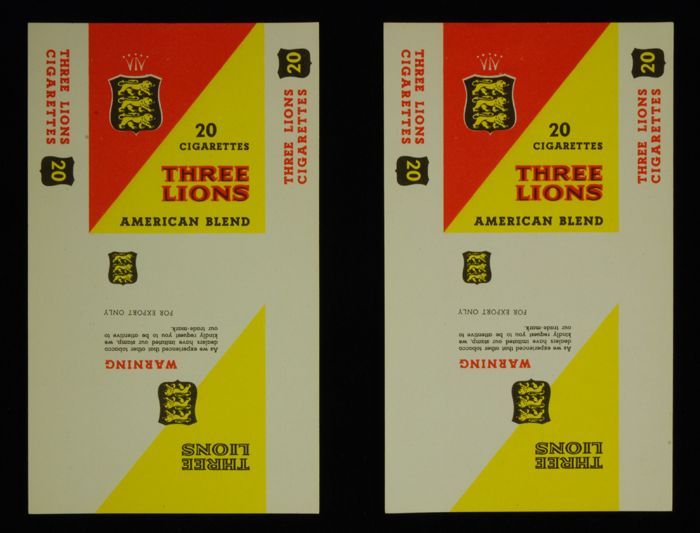 THREE LIONS
CIGARETTES
20
20
CIGARETTES
THREE
LIONS
AMERICAN BLEND
20
THREE LIONS
CIGARETTES
FOR EXPORT ONLY
WARNING
As we experienced that other tobacco
dealers have imitated our stamp, we
kindly request you to be attentive to
our trade-mark.
THREE
LIONS
THREE LIONS
CIGARETTES
20
20
CIGARETTES
THREE
LIONS
AMERICAN BLEND
20
THREE LIONS
CIGARETTES
FOR EXPORT ONLY
WARNING
As we experienced that other tobacco
dealers have imitated our stamp, we
kindly request you to be attentive to
our trade-mark.
THREE
LIONS